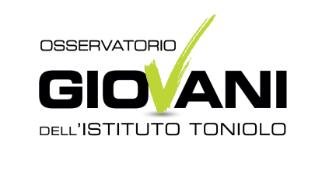 OSSERVATORIO
GIOVANI
DELL'ISTITUTO TONIOLO